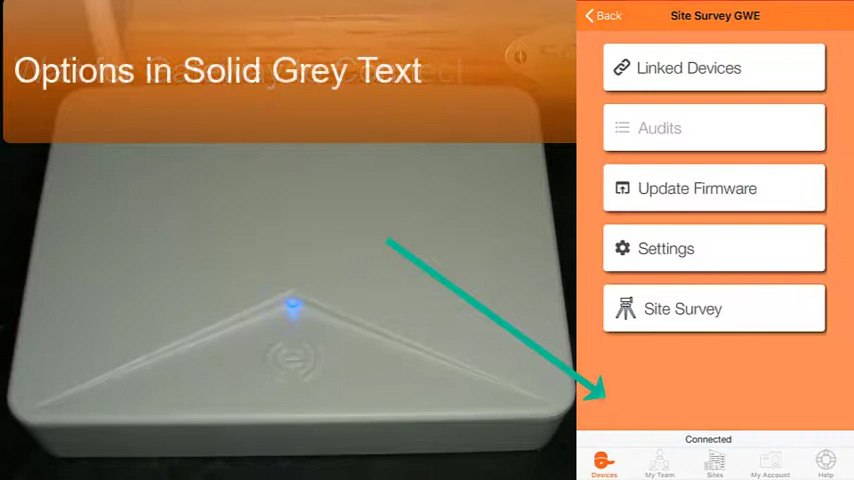 Options in Solid Grey Text
Back
Site Survey GWE
Linked Devices
Audits
Update Firmware
Settings
Site Survey
Connected
Devices
My Team
Sites
My Account
Help